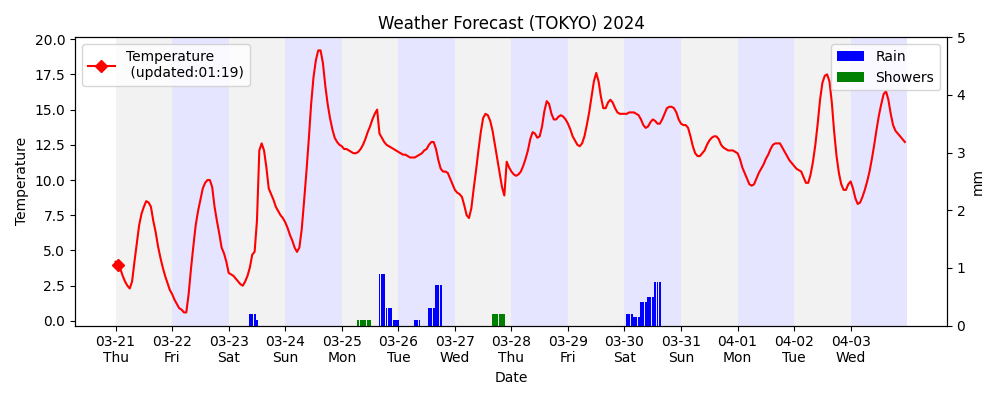 Weather Forecast (TOKYO) 2024
Temperature
(updated:01:19)
Rain
Showers
Temperature
20.0
17.5
15.0
12.5
10.0
7.5
5.0
2.5
0.0
5
4
3
2
1
0
mm
03-21 03-22 03-23 03-24 03-25 03-26 03-27 03-28 03-29 03-30 03-31 04-01 04-02 04-03
Thu Fri Sat Sun Mon Tue Wed Thu Fri Sat Sun Mon Tue Wed
Date